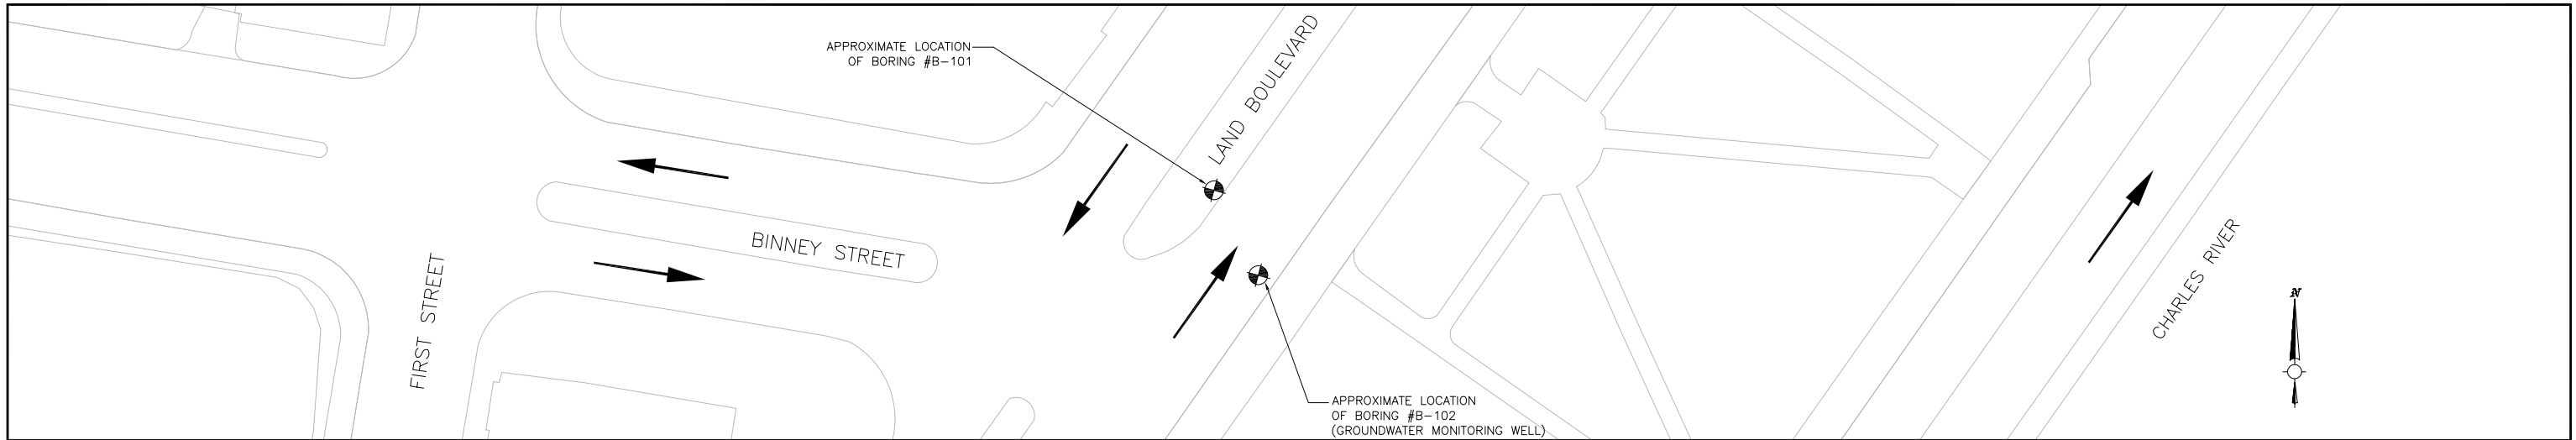 APPROXIMATE LOCATION
OF BORING #B-101
LAND BOULEVARD
BINNEY STREET
FIRST STREET
CHARLES RIVER
N
APPROXIMATE LOCATION
OF BORING #B-102
(GROUNDWATER MONITORING WELL)